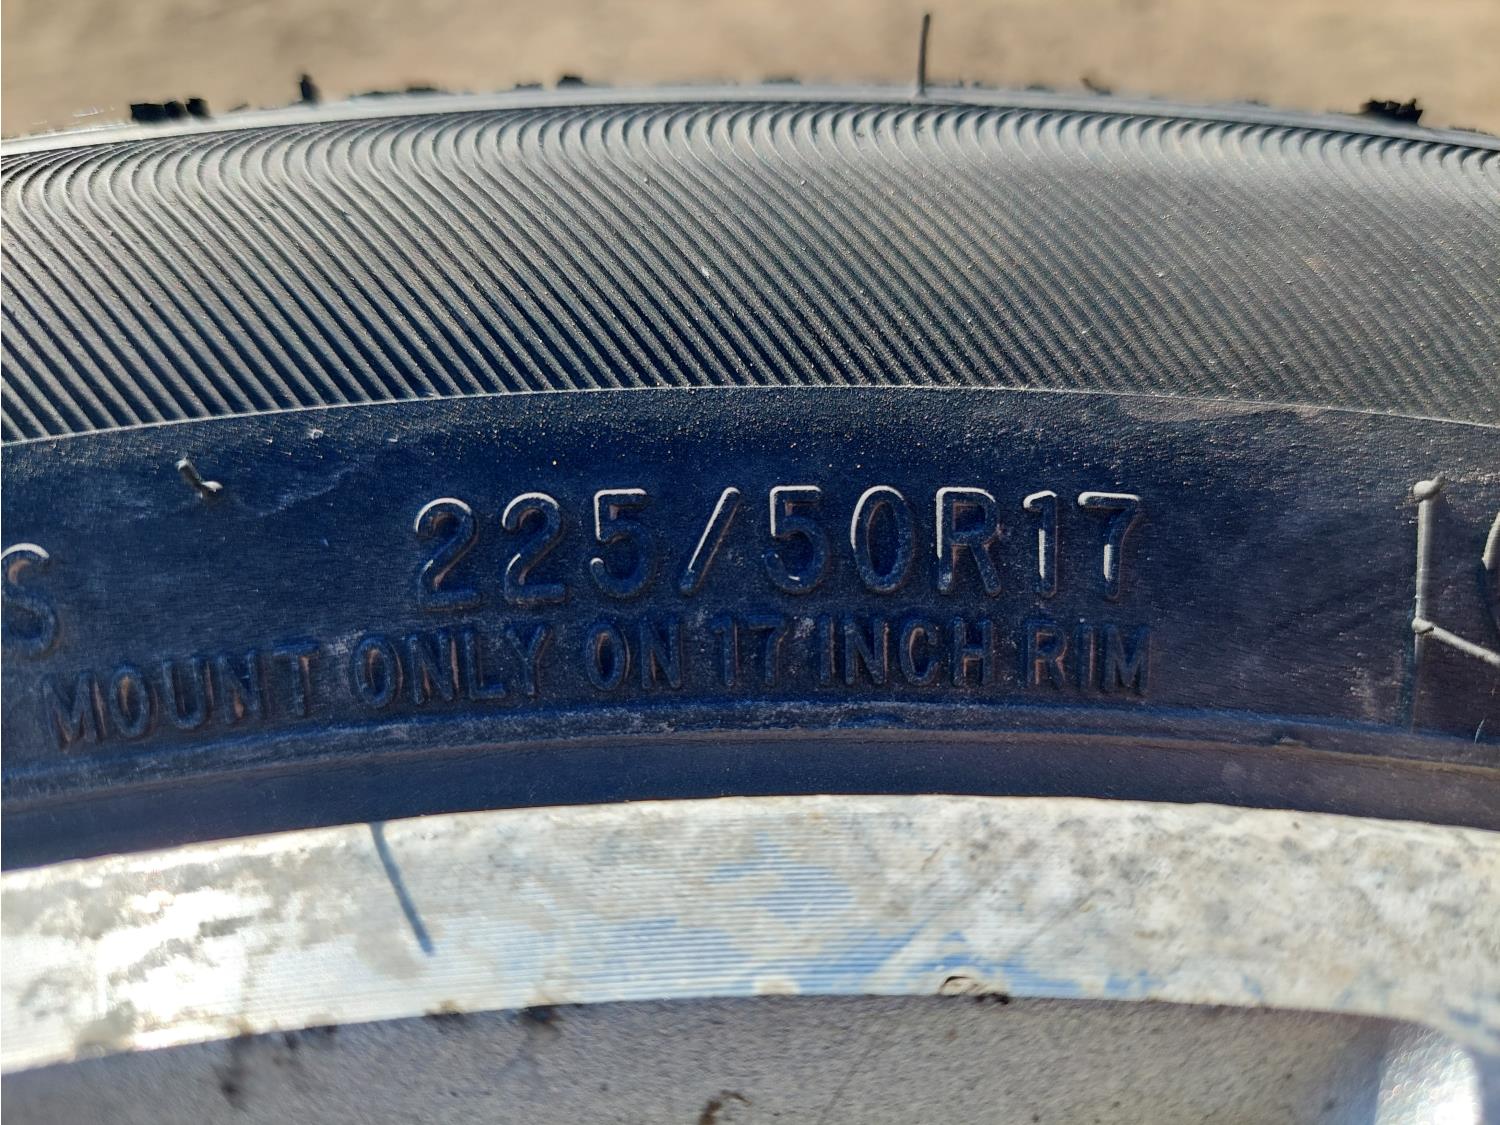 225/50R17
MOUNT ONLY ON 17 INCH RIM